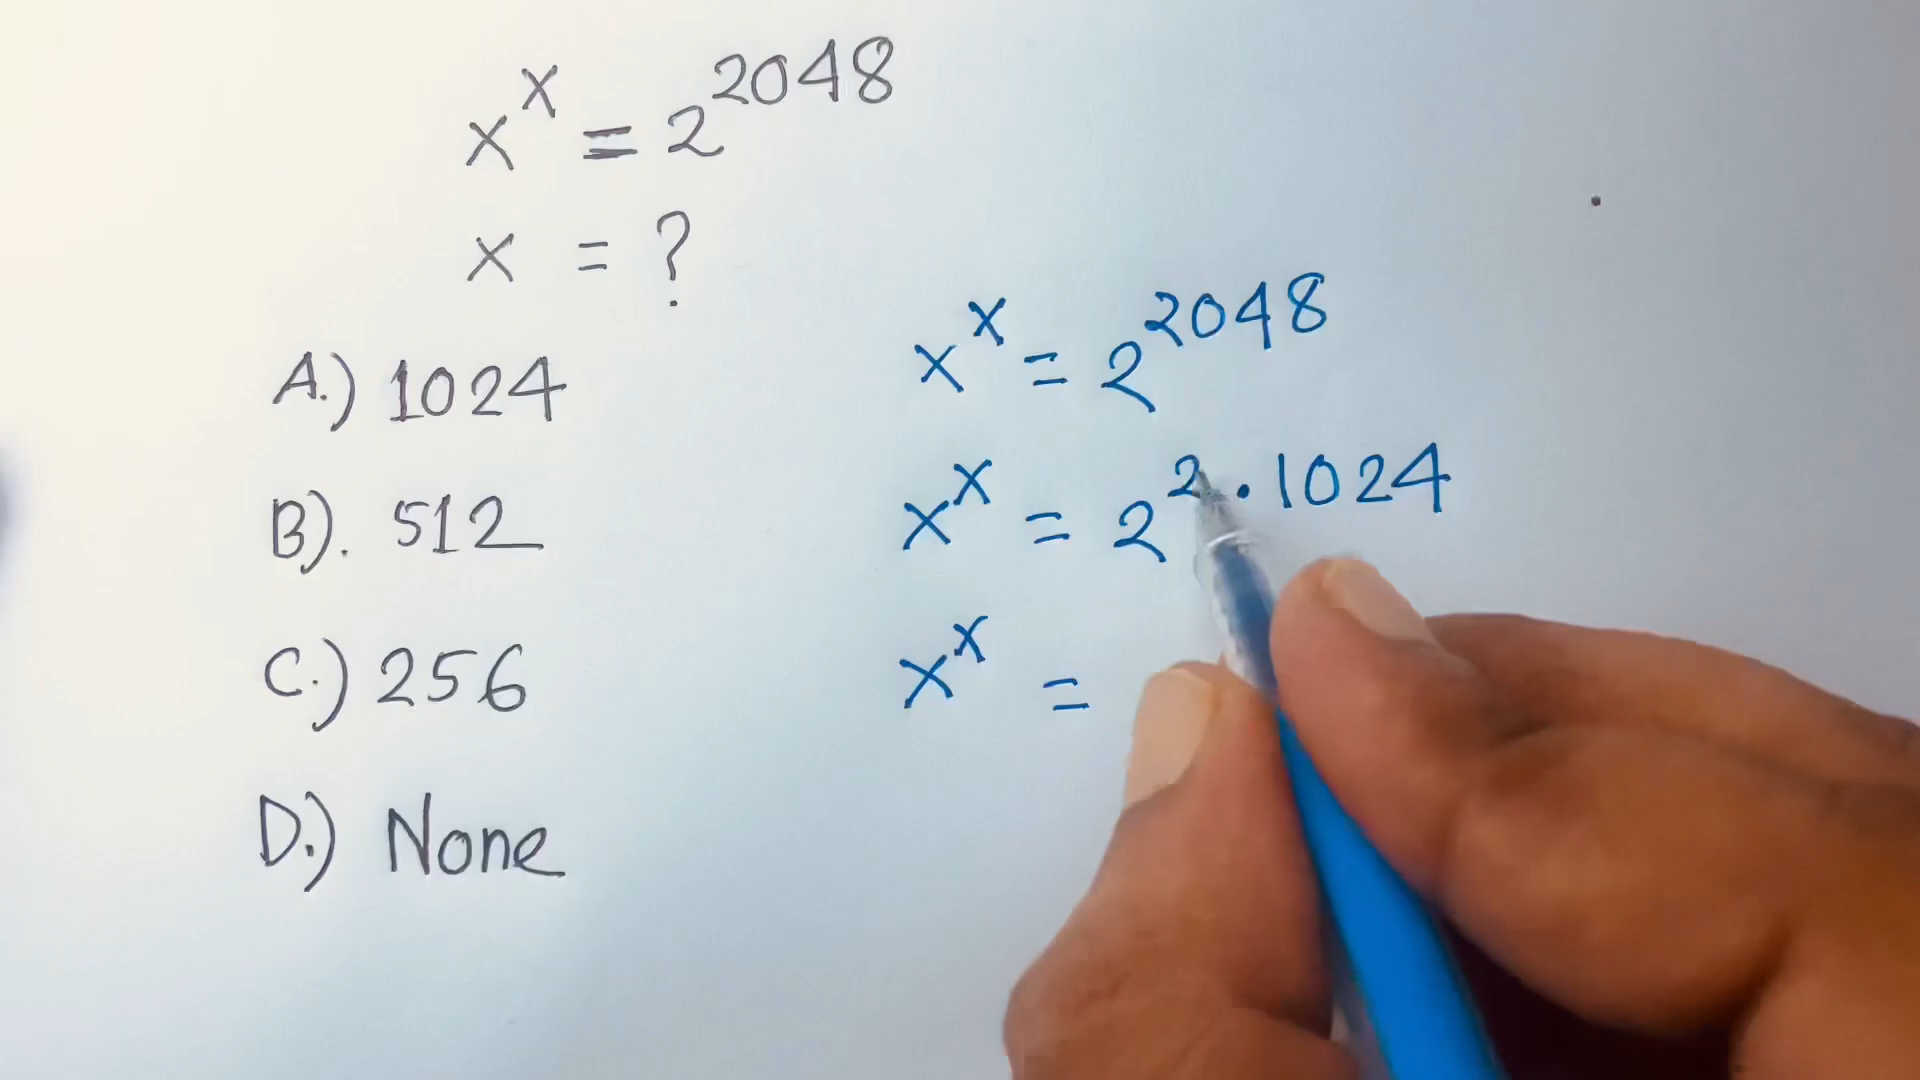 x^x = 2^2048
x = ?
A.) 1024
B). 512
C.) 256
D.) None
x^x = 2^2048
x^x = 2^2·1024
x^x =